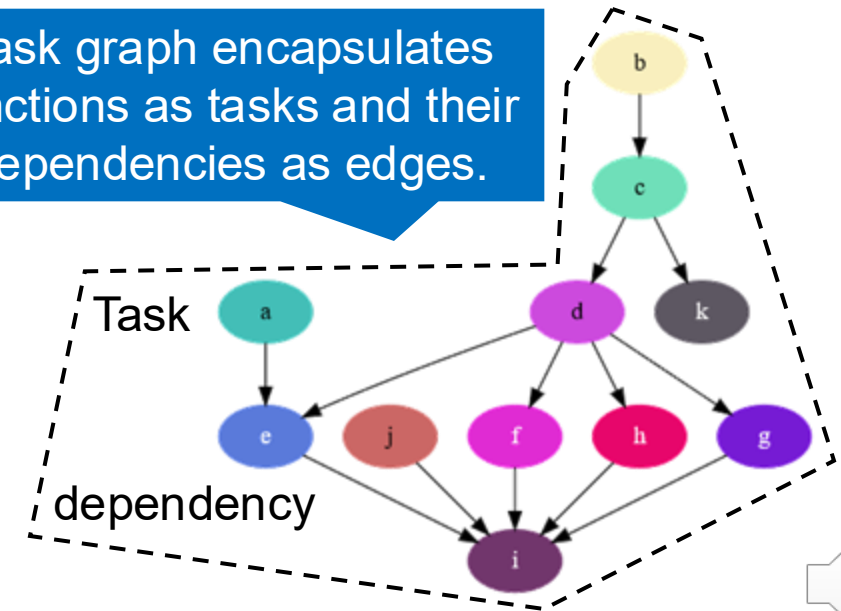 ask graph encapsulates
nctions as tasks and their
ependencies as edges.
b
c
Task
a
d
k
e
j
f
h
g
dependency
i